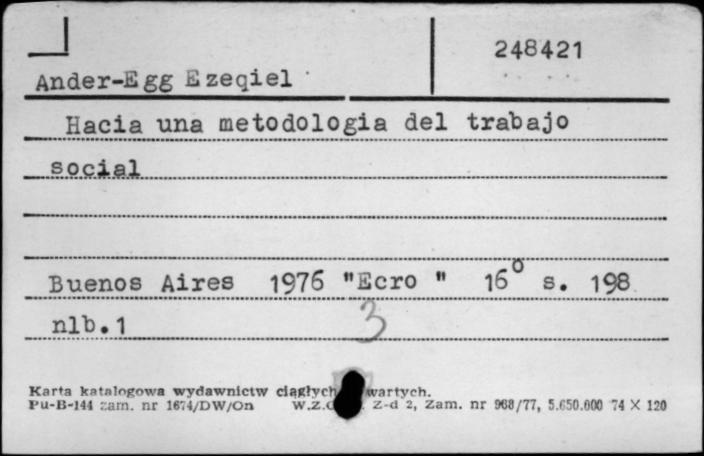 248421
Ander-Egg Ezeqiel
Hacia una metodologia del trabajo
social
Buenos Aires 1976 "Ecro " 16° s. 198
nlb.1
3
Karta katalogowa wydawnictw ciągłych wartych.
Pu-B-144 zam. nr 1674/DW/On W.Z. Z-d 2, Zam. nr 968/77, 5.650.000 74 X 120